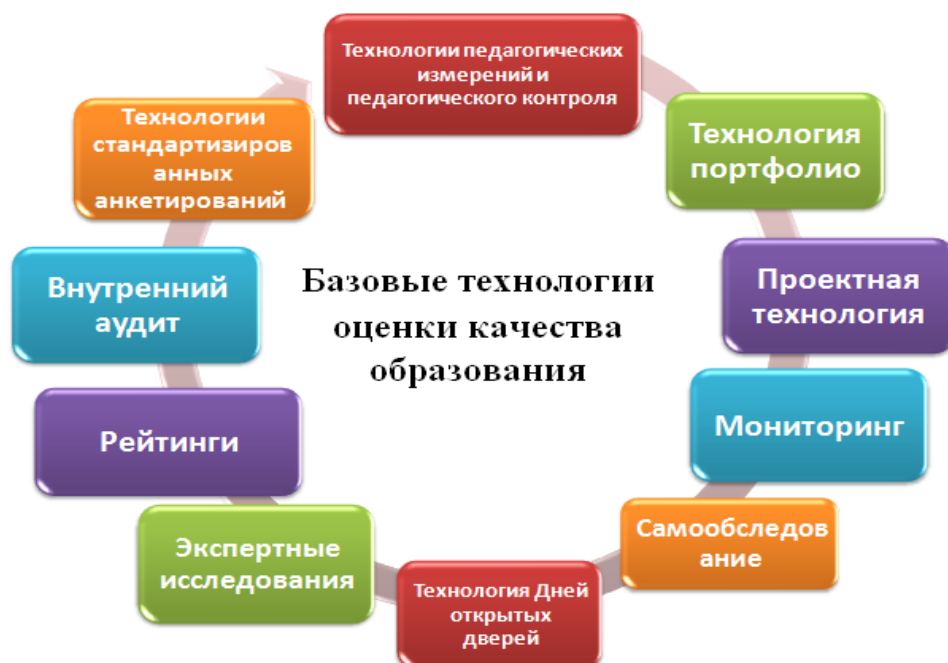 Технологии педагогических
измерений и
педагогического контроля
Технология
портфолио
Проектная
технология
Мониторинг
Самообследов
ание
Технология Дней
открытых
дверей
Экспертные
исследования
Рейтинги
Внутренний
аудит
Технологии
стандартизиров
анных
анкетирований
Базовые технологии
оценки качества
образования